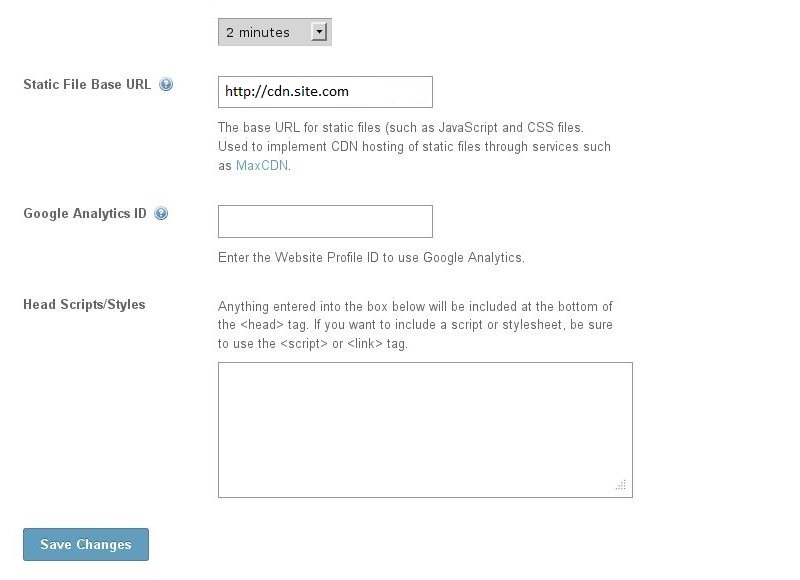 2 minutes
Static File Base URL
http://cdn.site.com
The base URL for static files (such as JavaScript and CSS files.
Used to implement CDN hosting of static files through services such
as MaxCDN.
Google Analytics ID
Enter the Website Profile ID to use Google Analytics.
Head Scripts/Styles
Anything entered into the box below will be included at the bottom of
the <head> tag. If you want to include a script or stylesheet, be sure
to use the <script> or <link> tag.
Save Changes